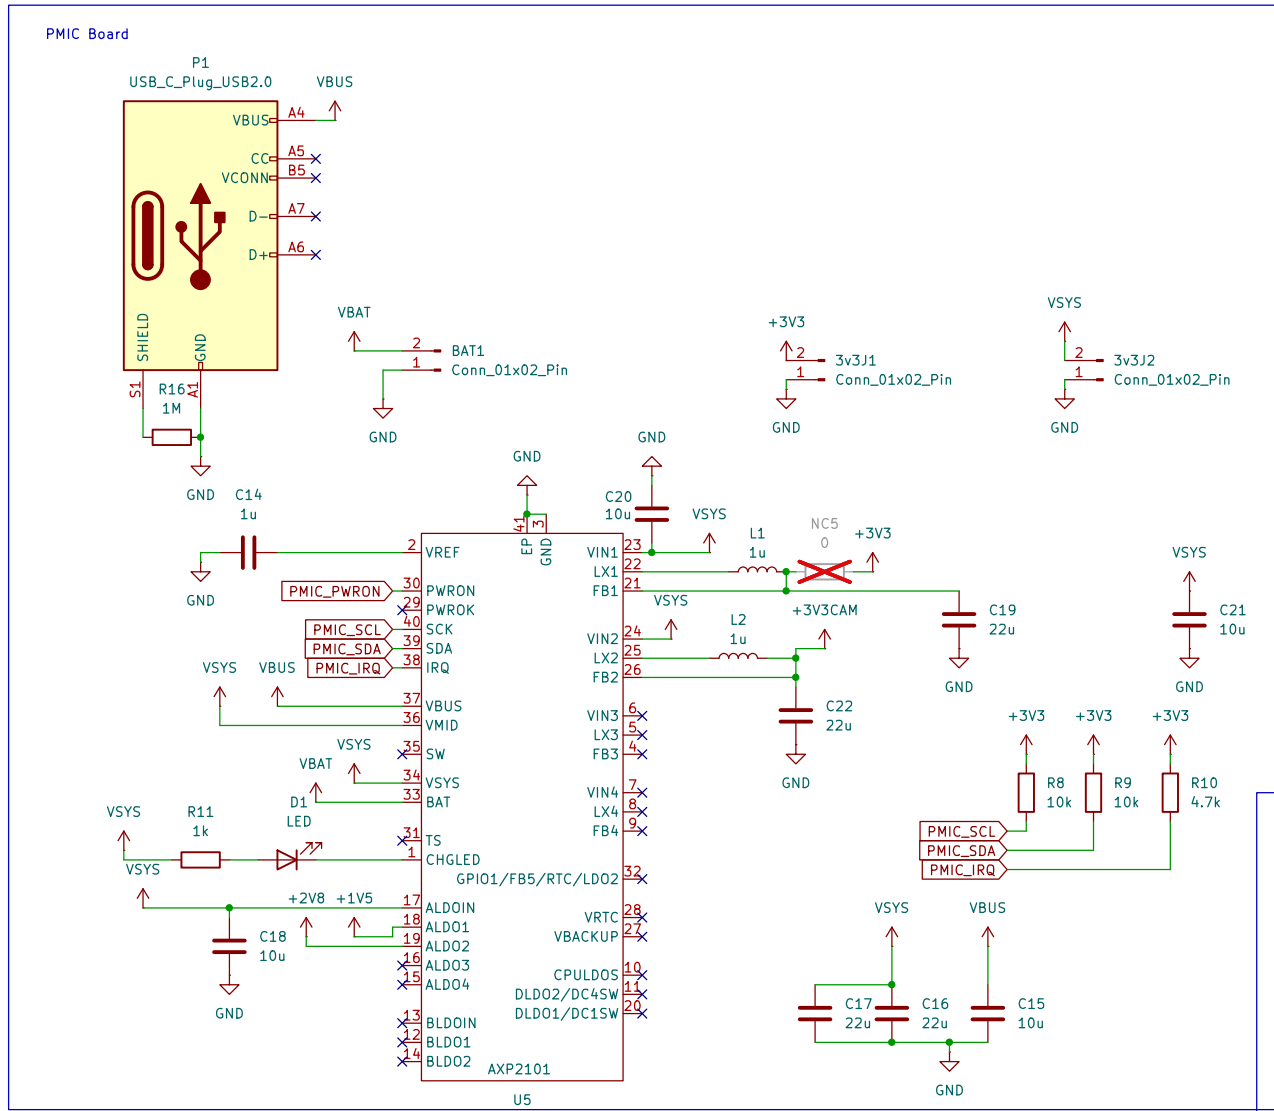 PMIC Board
P1
USB_C_Plug_USB2.0
VBUS
VBUS
A4
CC
A5
VCONN
B5
D-
A7
D+
A6
SHIELD
GND
S1
A1
R16
1M
GND
VBAT
2
1
BAT1
Conn_01x02_Pin
GND
+3V3
2
1
3v3J1
Conn_01x02_Pin
GND
VSYS
2
1
3v3J2
Conn_01x02_Pin
GND
C14
1u
GND
GND
41
3
EP
GND
GND
C20
10u
VSYS
L1
1u
NC5
0
+3V3
2
VREF
PMIC_PWRON
30
PWRON
29
PWROK
PMIC_SCL
40
SCK
PMIC_SDA
39
SDA
PMIC_IRQ
38
IRQ
VSYS
VBUS
37
VBUS
36
VMID
35
SW
VSYS
34
VSYS
VBAT
33
BAT
31
TS
VSYS
R11
1k
D1
LED
1
CHGLED
VSYS
+2V8
+1V5
17
ALDOIN
18
ALDO1
19
ALDO2
16
ALDO3
15
ALDO4
C18
10u
GND
13
BLDOIN
12
BLDO1
14
BLDO2
VIN1
23
LX1
22
FB1
21
VSYS
VIN2
24
LX2
25
FB2
26
L2
1u
+3V3CAM
C19
22u
GND
C22
22u
GND
VIN3
6
LX3
5
FB3
4
VIN4
7
LX4
8
FB4
9
GPIO1/FB5/RTC/LDO2
32
VRTC
28
VBACKUP
27
CPULDOS
10
DLDO2/DC4SW
11
DLDO1/DC1SW
20
AXP2101
U5
VSYS
C21
10u
GND
+3V3
+3V3
+3V3
R8
10k
R9
10k
R10
4.7k
PMIC_SCL
PMIC_SDA
PMIC_IRQ
VSYS
VBUS
C17
22u
C16
22u
C15
10u
GND